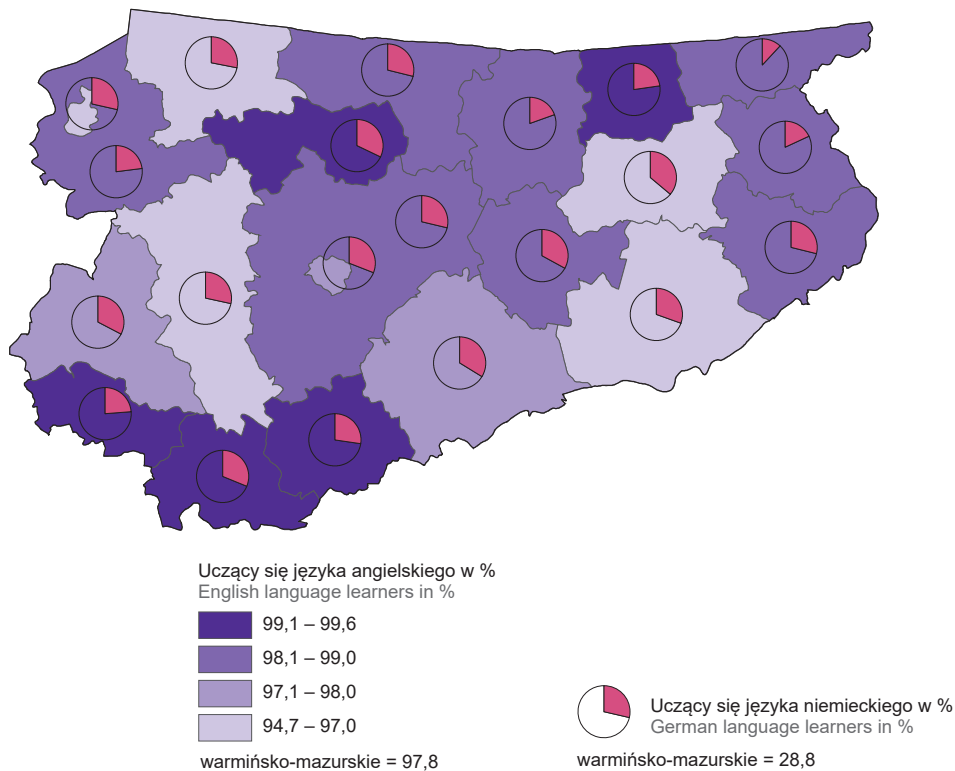 Uczący się języka angielskiego w %
English language learners in %
99,1 – 99,6
98,1 – 99,0
97,1 – 98,0
94,7 – 97,0
warmińsko-mazurskie = 97,8
Uczący się języka niemieckiego w %
German language learners in %
warmińsko-mazurskie = 28,8